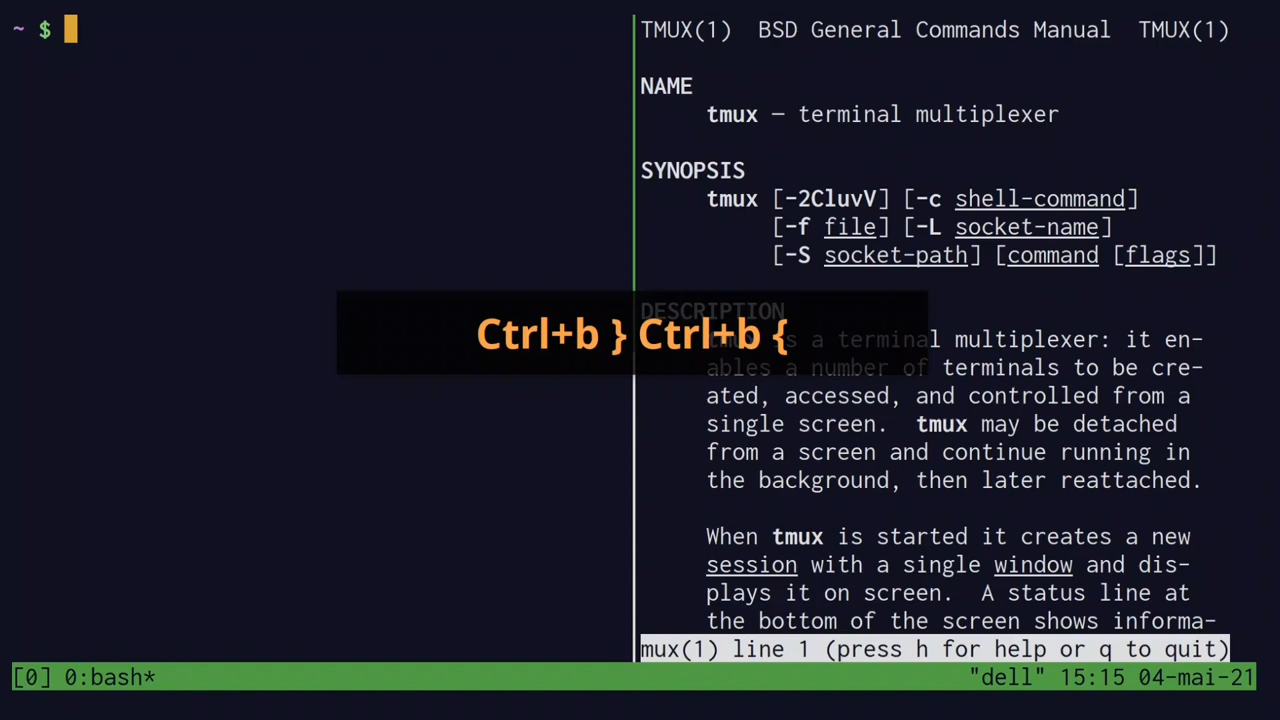 ~ $
TMUX(1) BSD General Commands Manual TMUX(1)
NAME
tmux — terminal multiplexer
SYNOPSIS
tmux [-2CluvV] [-c shell-command]
[-f file] [-L socket-name]
[-S socket-path] [command [flags]]
DESCRIPTION
Ctrl+b } Ctrl+b {
tmux is a terminal multiplexer: it en-
ables a number of terminals to be cre-
ated, accessed, and controlled from a
single screen. tmux may be detached
from a screen and continue running in
the background, then later reattached.
When tmux is started it creates a new
session with a single window and dis-
plays it on screen. A status line at
the bottom of the screen shows informa-
mux(1) line 1 (press h for help or q to quit)
[0] 0:bash* "dell" 15:15 04-mai-21